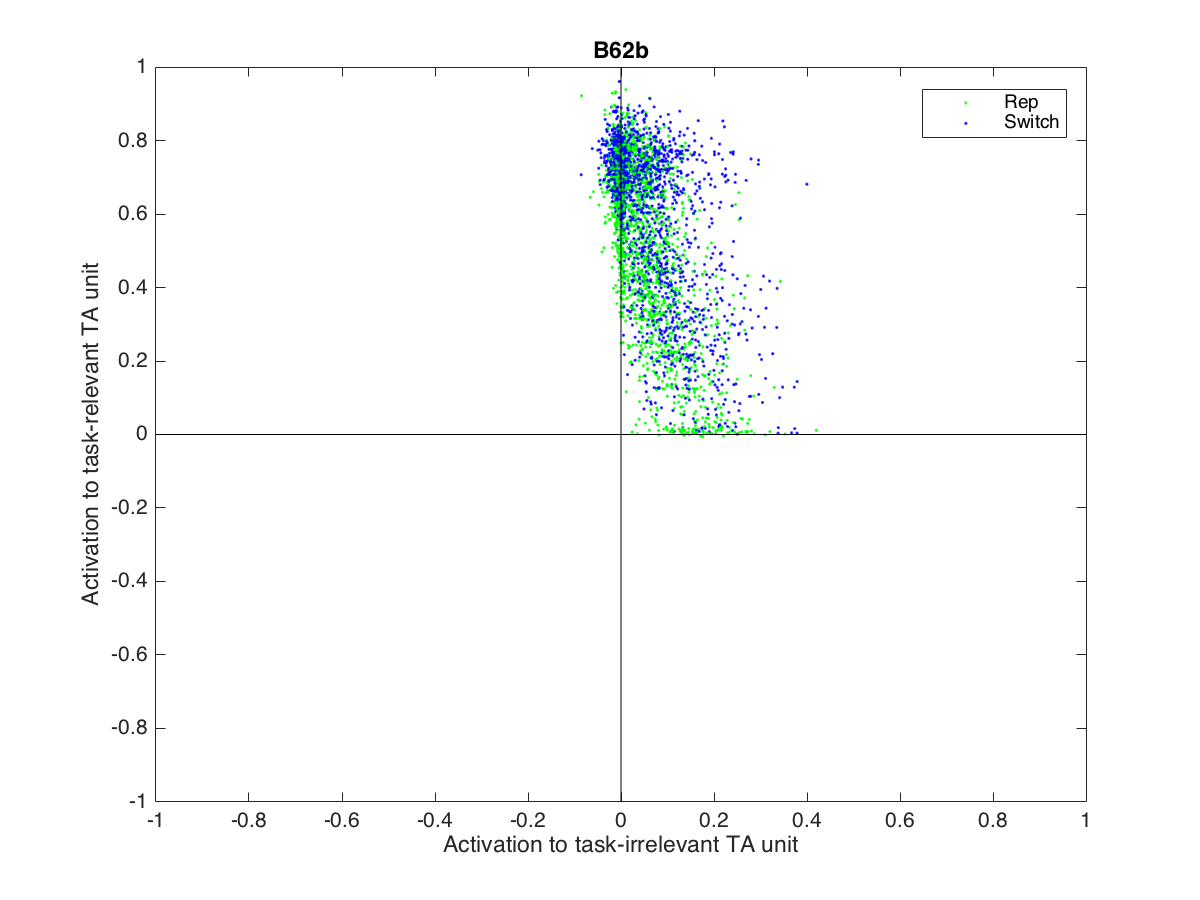 B62b
Rep
Switch
1
0.8
0.6
0.4
0.2
0
-0.2
-0.4
-0.6
-0.8
-1
Activation to task-relevant TA unit
-1 -0.8 -0.6 -0.4 -0.2 0 0.2 0.4 0.6 0.8 1
Activation to task-irrelevant TA unit